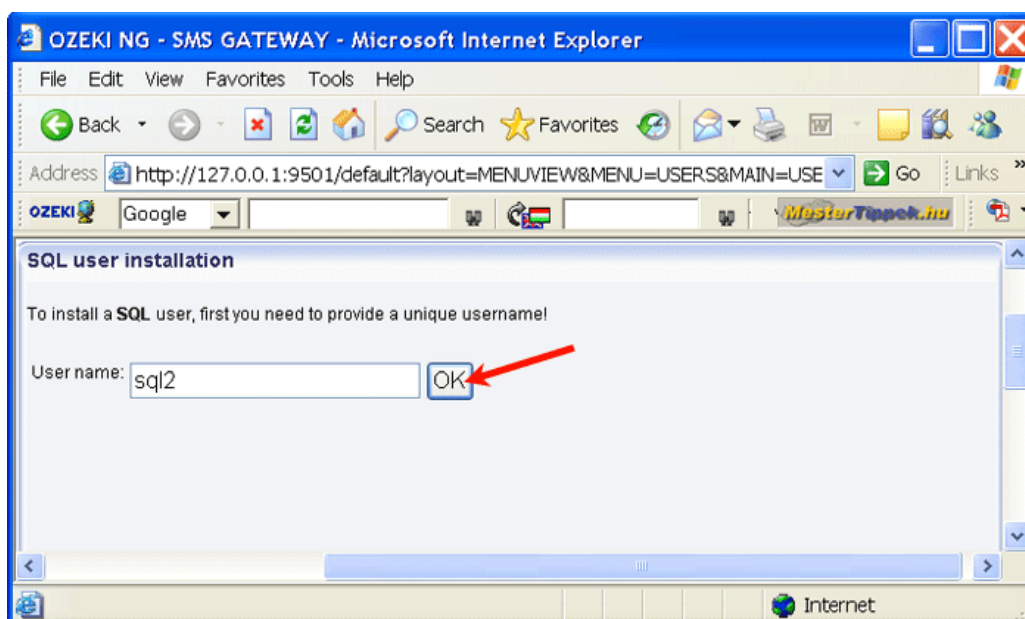 OZEKI NG - SMS GATEWAY - Microsoft Internet Explorer
File Edit View Favorites Tools Help
Back Search Favorites W
Address http://127.0.0.1:9501/default?layout=MENUVIEW&MENU=USERS&MAIN=USE Go Links »
OZEKI Google MesterTippek.hu
SQL user installation
To install a SQL user, first you need to provide a unique username!
User name: sql2 OK
Internet